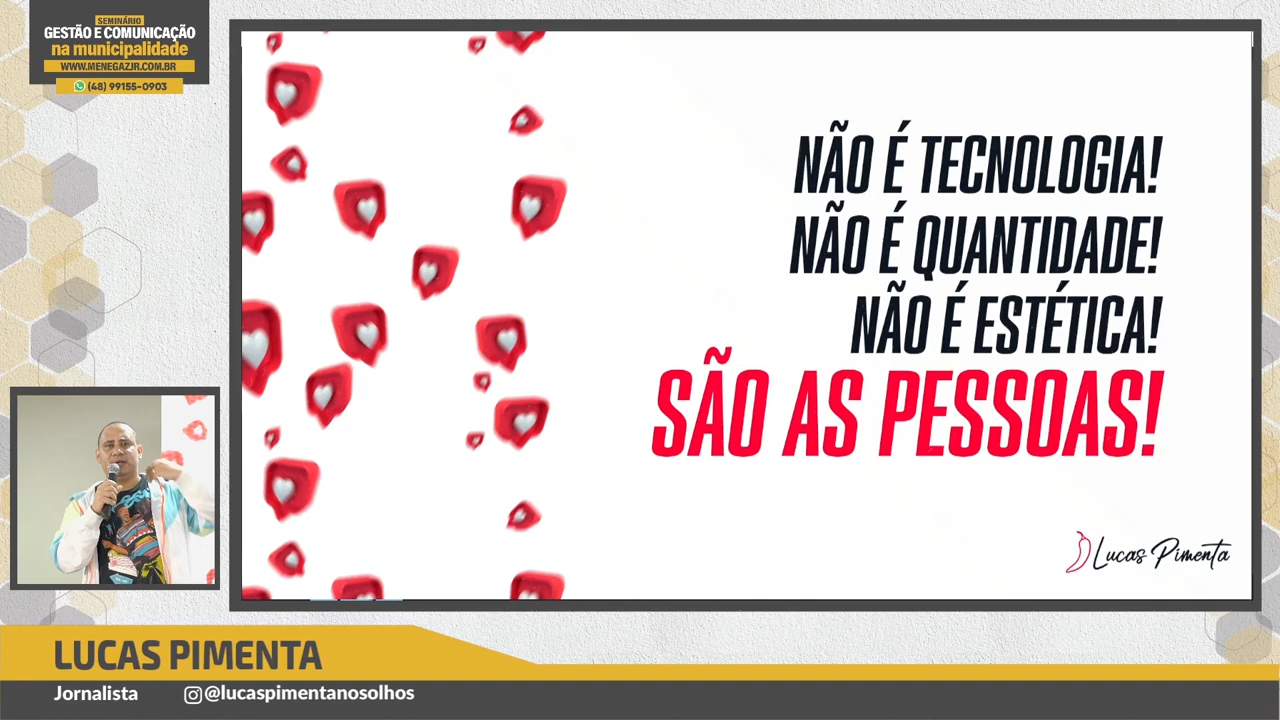 SEMINÁRIO
GESTÃO E COMUNICAÇÃO
na municipalidade
WWW.MENEGAZJR.COM.BR
(48) 99155-0903
NÃO É TECNOLOGIA!
NÃO É QUANTIDADE!
NÃO É ESTÉTICA!
SÃO AS PESSOAS!
Lucas Pimenta
LUCAS PIMENTA
Jornalista
@lucaspimentanosolhos